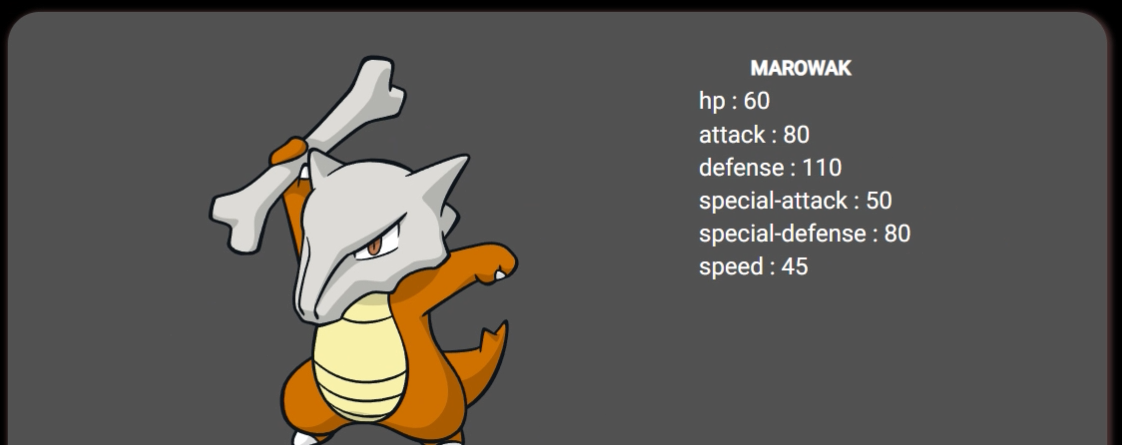 MAROWAK
hp : 60
attack : 80
defense : 110
special-attack : 50
special-defense : 80
speed : 45